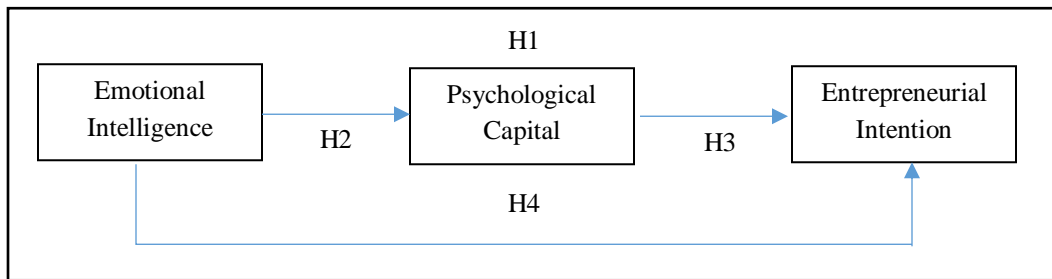 H1
Emotional
Intelligence
Psychological
Capital
Entrepreneurial
Intention
H2
H3
H4